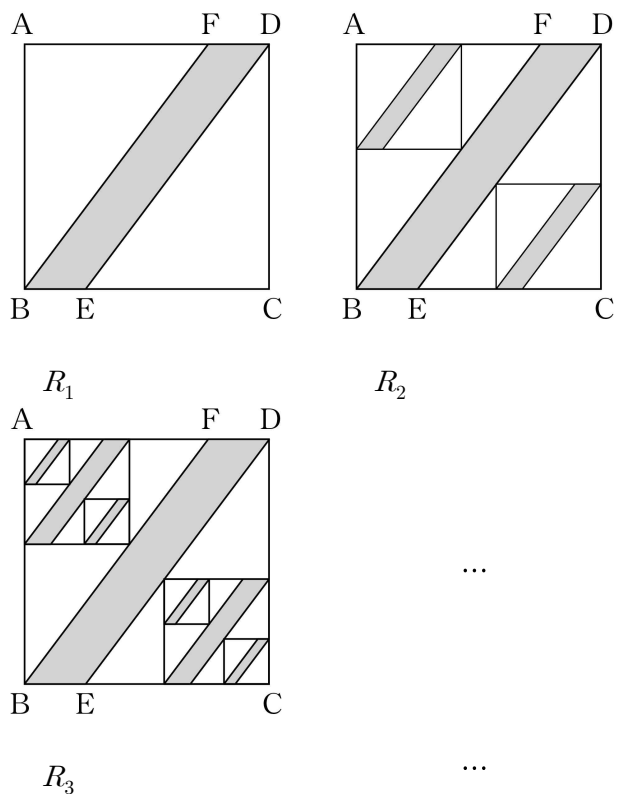 A F D A F D
B E C B E C
R₁ R₂
A F D
...
B E C
R₃ ...